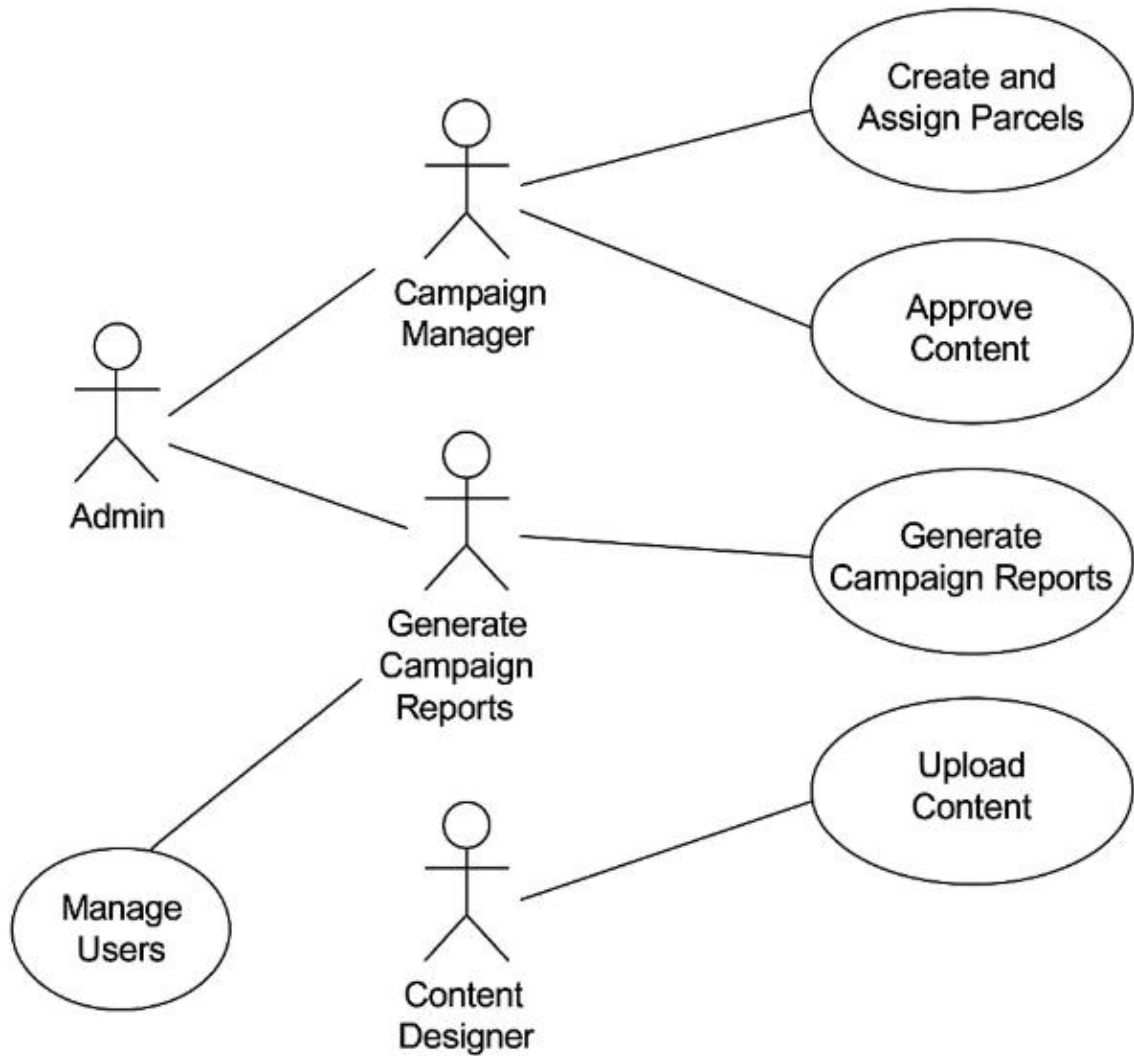 Create and
Assign Parcels
Campaign
Manager
Approve
Content
Admin
Generate
Campaign
Reports
Generate
Campaign Reports
Upload
Content
Manage
Users
Content
Designer